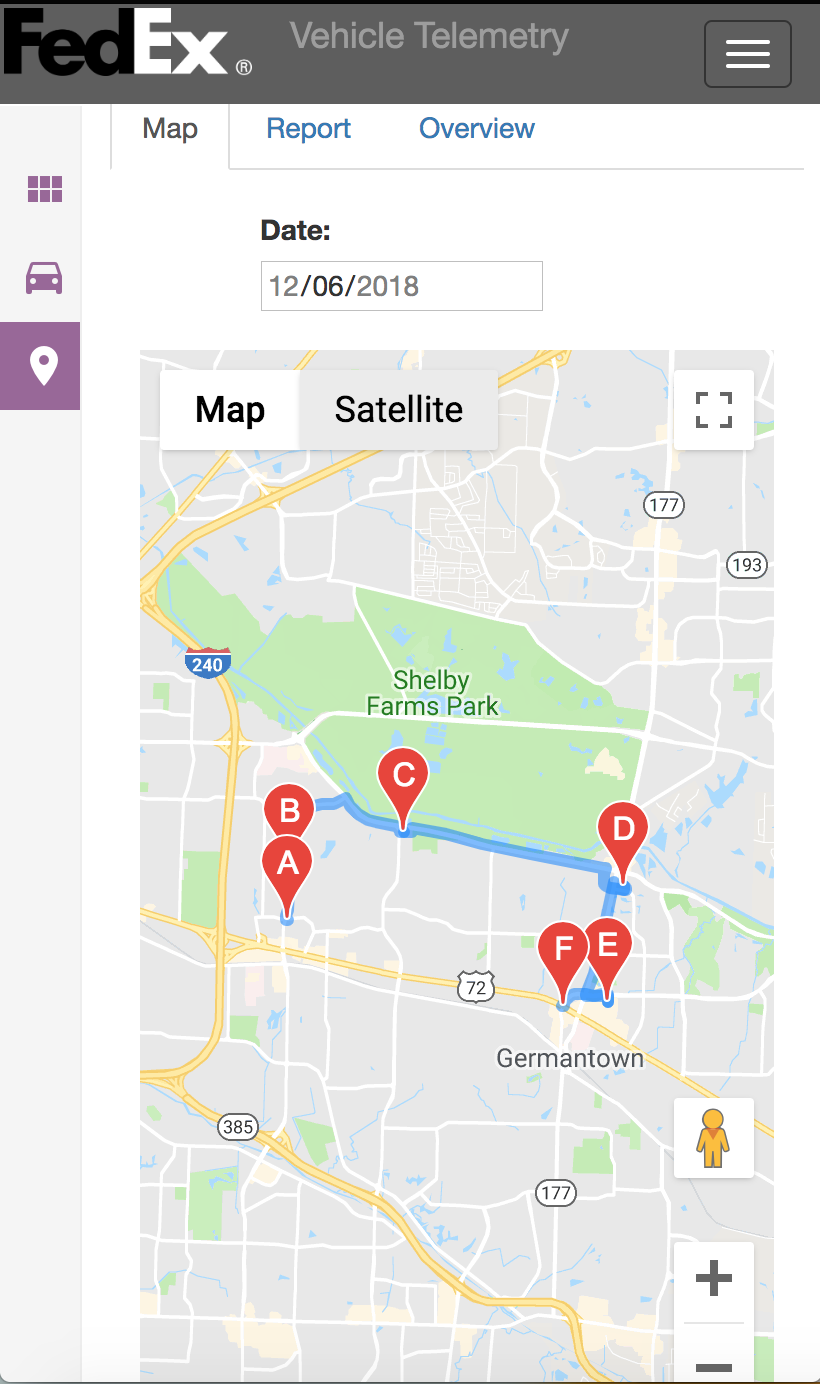 FedEx®
Vehicle Telemetry
Map Report Overview
Date:
12/06/2018
Map Satellite
177
193
240
Shelby
Farms Park
C
B
D
A
F E
72
Germantown
385
177